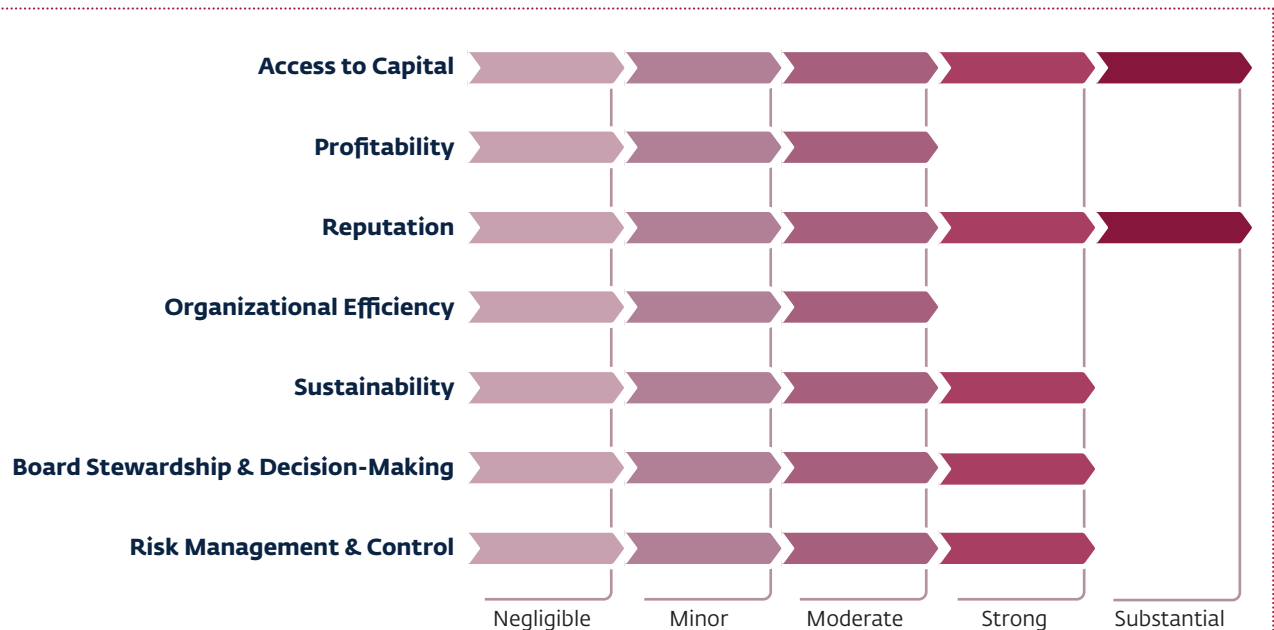 Access to Capital
Profitability
Reputation
Organizational Efficiency
Sustainability
Board Stewardship & Decision-Making
Risk Management & Control
Negligible Minor Moderate Strong Substantial